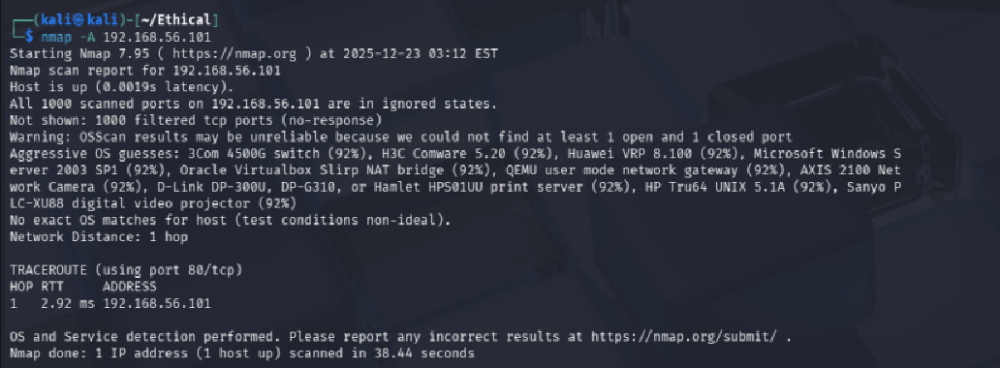 ┌──(kali㉿kali)-[~/Ethical]
└─$ nmap -A 192.168.56.101
Starting Nmap 7.95 ( https://nmap.org ) at 2025-12-23 03:12 EST
Nmap scan report for 192.168.56.101
Host is up (0.0019s latency).
All 1000 scanned ports on 192.168.56.101 are in ignored states.
Not shown: 1000 filtered tcp ports (no-response)
Warning: OSScan results may be unreliable because we could not find at least 1 open and 1 closed port
Aggressive OS guesses: 3Com 4500G switch (92%), H3C Comware 5.20 (92%), Huawei VRP 8.100 (92%), Microsoft Windows S
erver 2003 SP1 (92%), Oracle Virtualbox Slirp NAT bridge (92%), QEMU user mode network gateway (92%), AXIS 2100 Net
work Camera (92%), D-Link DP-300U, DP-G310, or Hamlet HPS01UU print server (92%), HP Tru64 UNIX 5.1A (92%), Sanyo P
LC-XU88 digital video projector (92%)
No exact OS matches for host (test conditions non-ideal).
Network Distance: 1 hop
TRACEROUTE (using port 80/tcp)
HOP RTT     ADDRESS
1   2.92 ms 192.168.56.101
OS and Service detection performed. Please report any incorrect results at https://nmap.org/submit/ .
Nmap done: 1 IP address (1 host up) scanned in 38.44 seconds